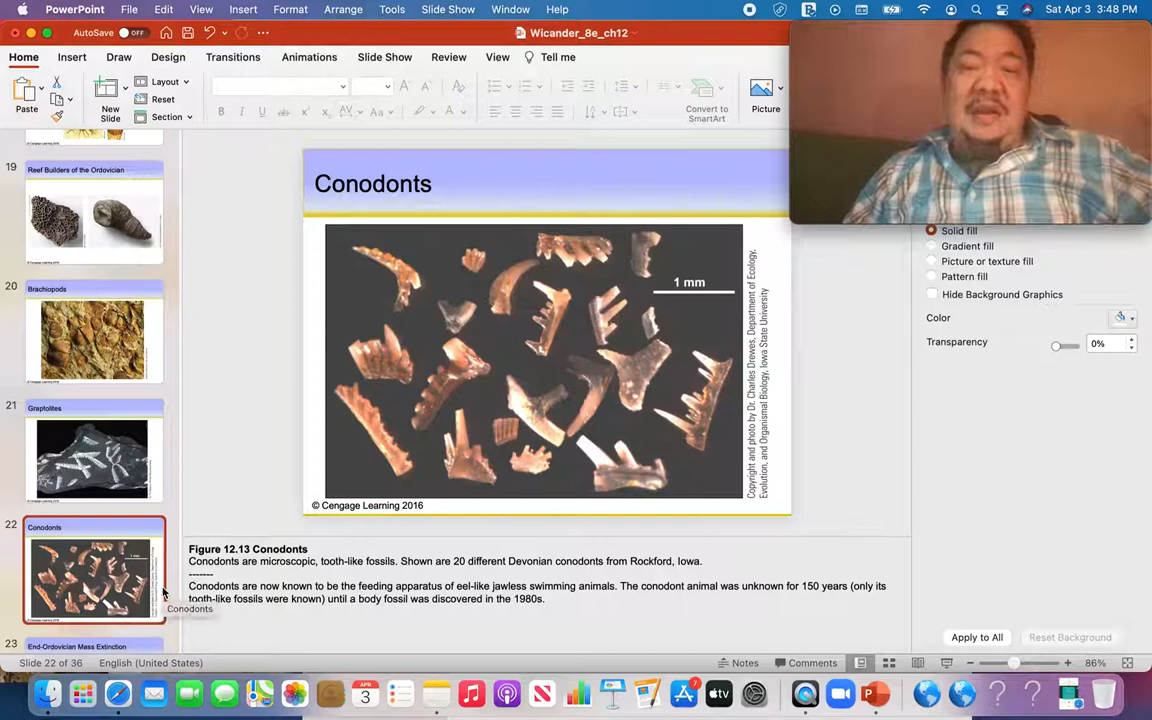 PowerPoint File Edit View Insert Format Arrange Tools Slide Show Window Help Sat Apr 3 3:48 PM
AutoSave OFF Wicander_8e_ch12
Home Insert Draw Design Transitions Animations Slide Show Review View Tell me
Paste
New Slide
Layout
Reset
Section
Convert to SmartArt
Picture
19 Reef Builders of the Ordovician
20 Brachiopods
21 Graptolites
22 Conodonts
Conodonts
23 End-Ordovician Mass Extinction
Conodonts
1 mm
Copyright and photo by Dr. Charles Drewes, Department of Ecology,
Evolution, and Organismal Biology, Iowa State University
© Cengage Learning 2016
Figure 12.13 Conodonts
Conodonts are microscopic, tooth-like fossils. Shown are 20 different Devonian conodonts from Rockford, Iowa.
-------
Conodonts are now known to be the feeding apparatus of eel-like jawless swimming animals. The conodont animal was unknown for 150 years (only its
tooth-like fossils were known) until a body fossil was discovered in the 1980s.
Solid fill
Gradient fill
Picture or texture fill
Pattern fill
Hide Background Graphics
Color
Transparency 0%
Apply to All Reset Background
Slide 22 of 36 English (United States) Notes Comments 86%
APR
3
tv